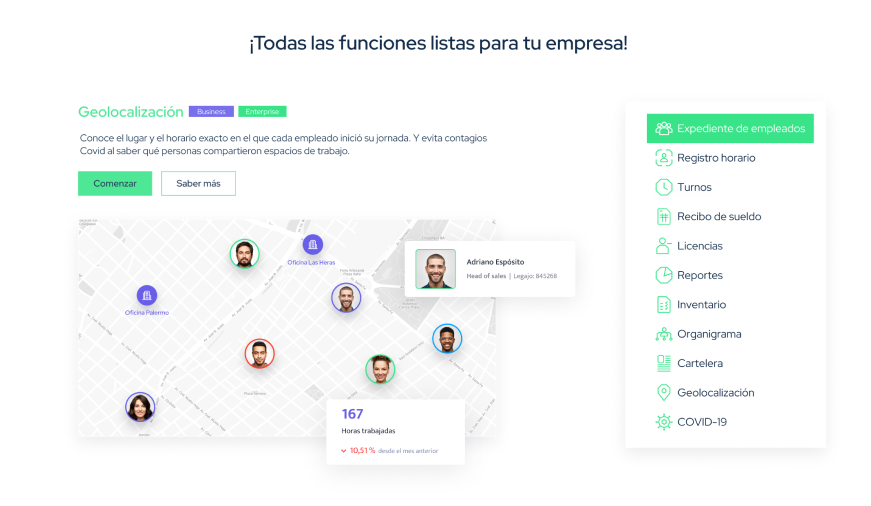 ¡Todas las funciones listas para tu empresa!
Geolocalización
Business
Enterprise
Conoce el lugar y el horario exacto en el que cada empleado inició su jornada. Y evita contagios
Covid al saber qué personas compartieron espacios de trabajo.
Comenzar
Saber más
Oficina Las Heras
Oficina Palermo
Adriano Espósito
Head of sales | Legajo: 845268
167
Horas trabajadas
10,51 % desde el mes anterior
Expediente de empleados
Registro horario
Turnos
Recibo de sueldo
Licencias
Reportes
Inventario
Organigrama
Cartelera
Geolocalización
COVID-19